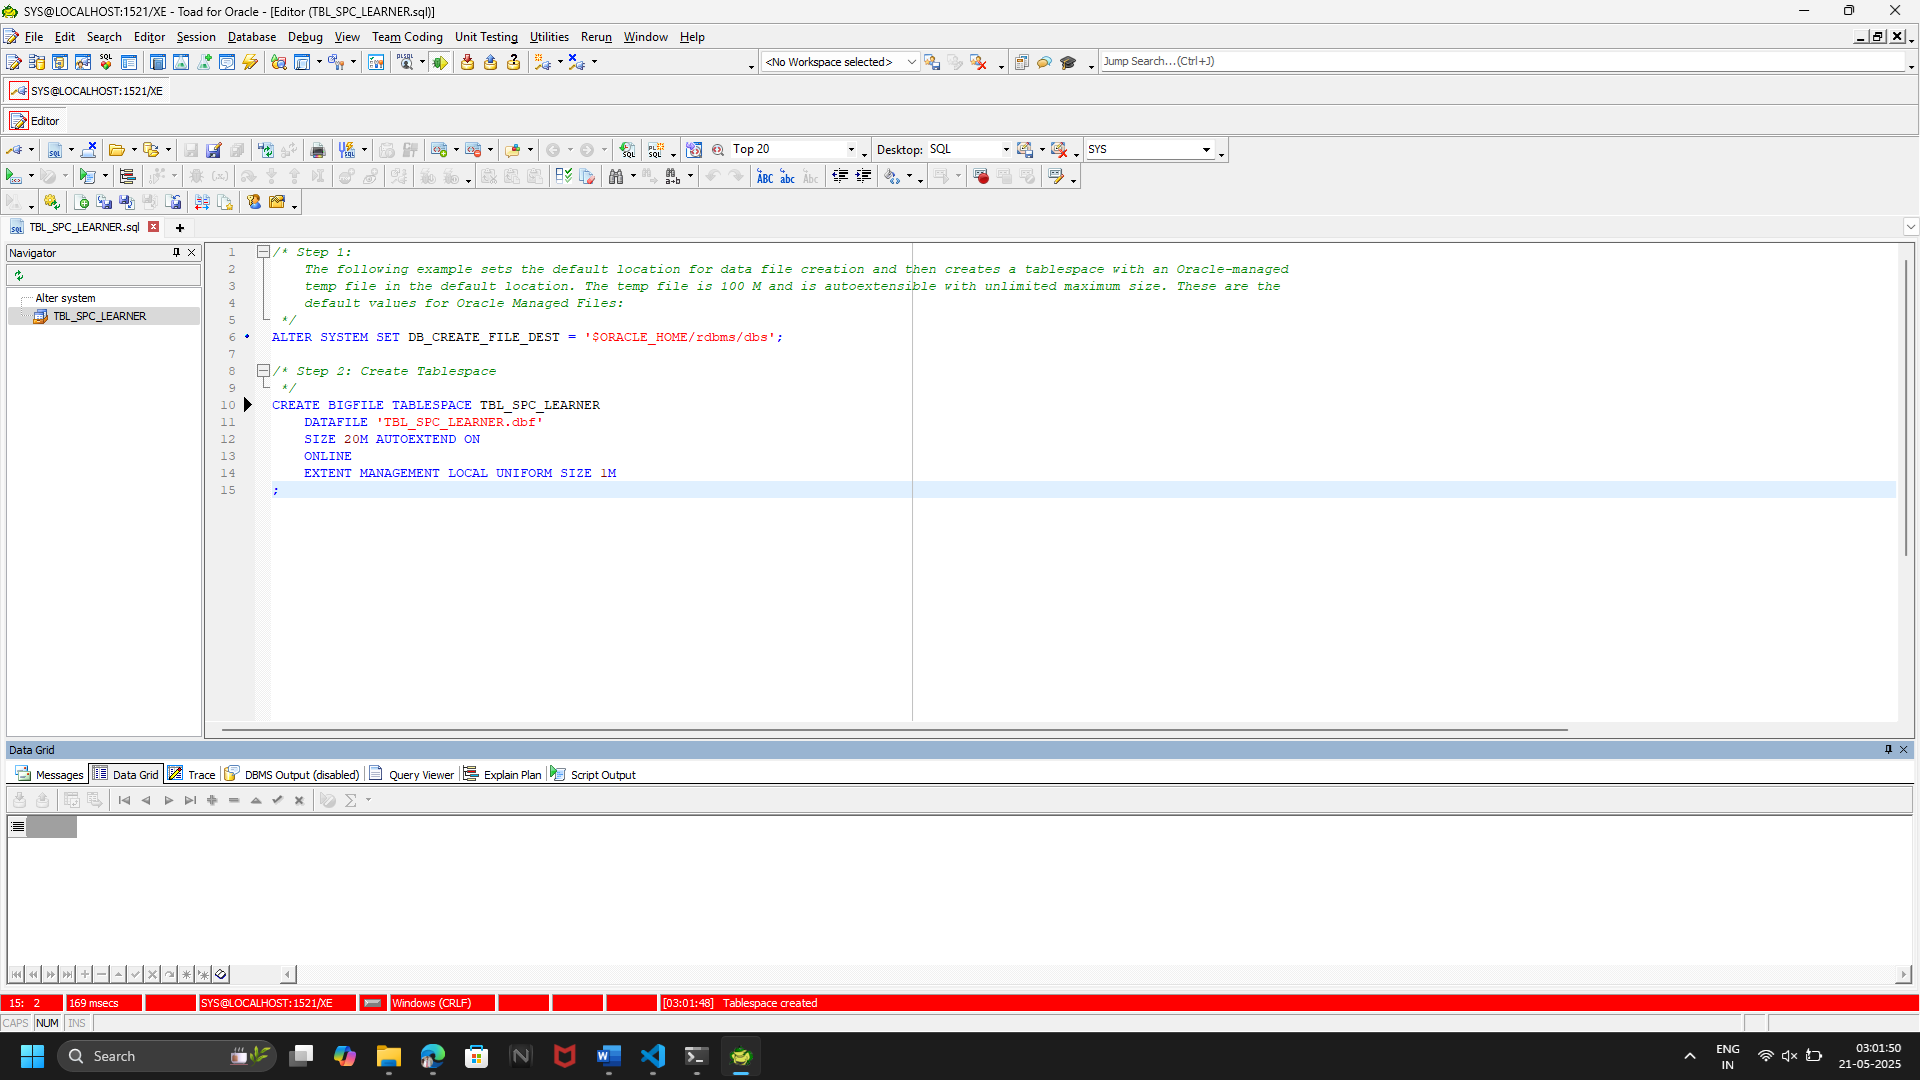 SYS@LOCALHOST:1521/XE - Toad for Oracle - [Editor (TBL_SPC_LEARNER.sql)]
File Edit Search Editor Session Database Debug View Team Coding Unit Testing Utilities Rerun Window Help
<No Workspace selected> Jump Search...(Ctrl+J)
SYS@LOCALHOST:1521/XE
Editor
Top 20 Desktop: SQL SYS
TBL_SPC_LEARNER.sql
Navigator
Alter system
TBL_SPC_LEARNER
1 /* Step 1:
2 The following example sets the default location for data file creation and then creates a tablespace with an Oracle-managed
3 temp file in the default location. The temp file is 100 M and is autoextensible with unlimited maximum size. These are the
4 default values for Oracle Managed Files:
5 */
6 ALTER SYSTEM SET DB_CREATE_FILE_DEST = '$ORACLE_HOME/rdbms/dbs';
7
8 /* Step 2: Create Tablespace
9 */
10 CREATE BIGFILE TABLESPACE TBL_SPC_LEARNER
11 DATAFILE 'TBL_SPC_LEARNER.dbf'
12 SIZE 20M AUTOEXTEND ON
13 ONLINE
14 EXTENT MANAGEMENT LOCAL UNIFORM SIZE 1M
15 ;
Data Grid
Messages Data Grid Trace DBMS Output (disabled) Query Viewer Explain Plan Script Output
15: 2 169 msecs SYS@LOCALHOST:1521/XE Windows (CRLF) [03:01:48] Tablespace created
CAPS NUM INS
Search
ENG
IN
03:01:50
21-05-2025